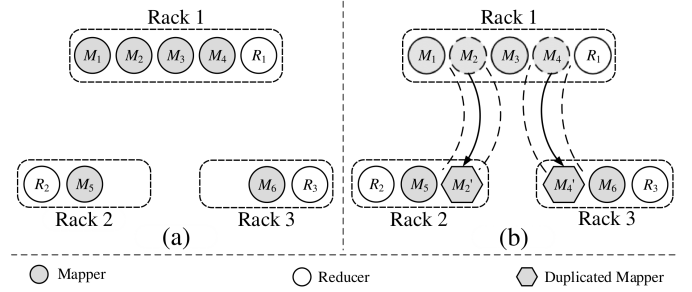 Rack 1
M1 M2 M3 M4 R1
R2 M5
M6 R3
Rack 2
Rack 3
(a)
Rack 1
M1 M2 M3 M4 R1
R2 M5 M2'
M4' M6 R3
Rack 2
Rack 3
(b)
Mapper
Reducer
Duplicated Mapper